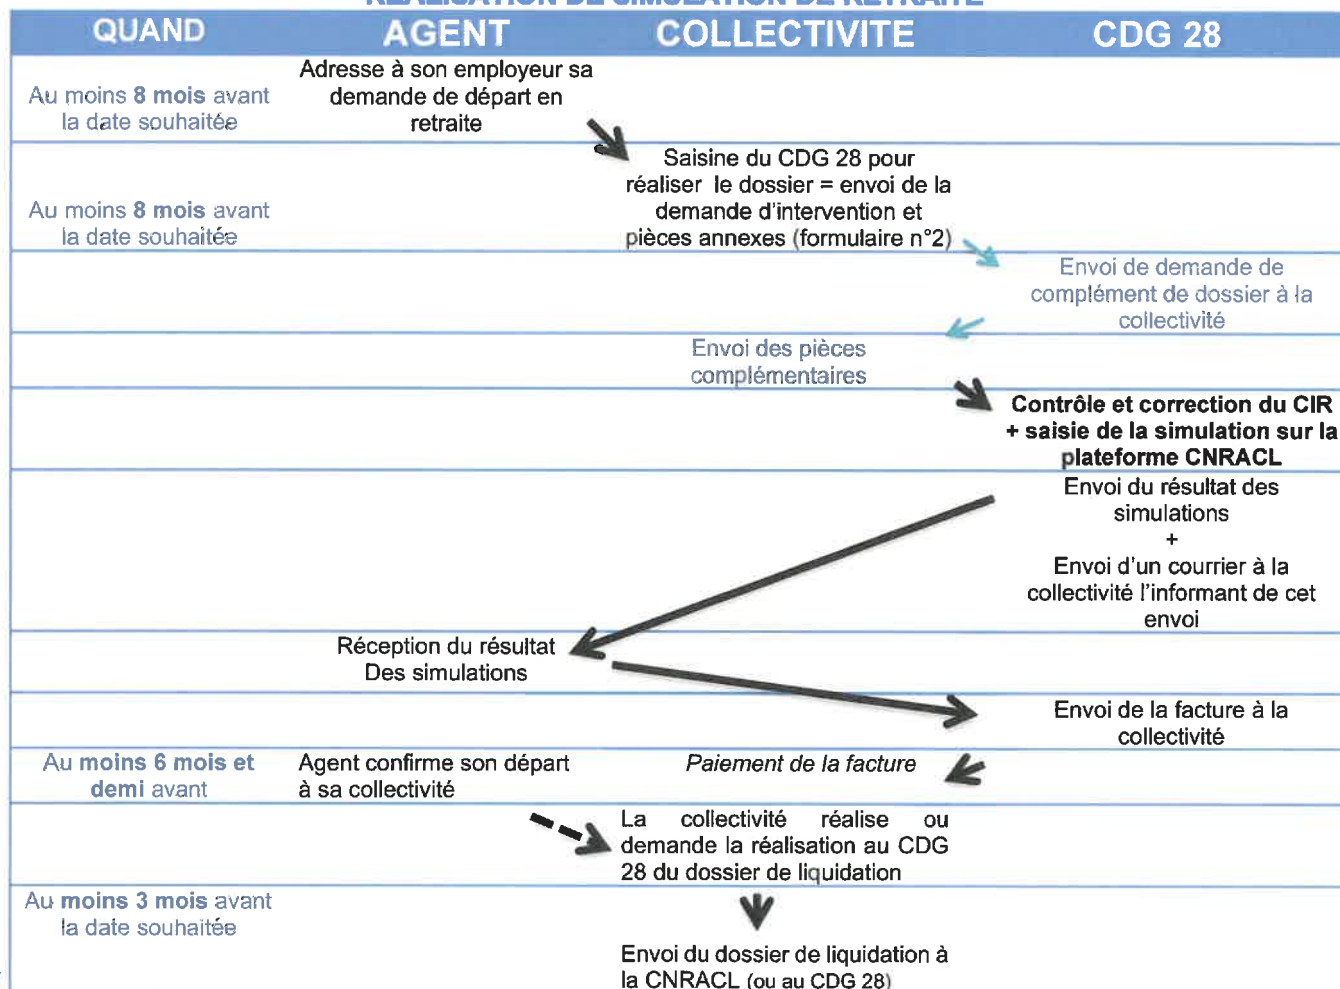 REALISATION DE SIMULATION DE RETRAITE
QUAND AGENT COLLECTIVITE CDG 28
Au moins 8 mois avant
la date souhaitée
Adresse à son employeur sa
demande de départ en
retraite
Au moins 8 mois avant
la date souhaitée
Saisine du CDG 28 pour
réaliser le dossier = envoi de la
demande d'intervention et
pièces annexes (formulaire n°2)
Envoi de demande de
complément de dossier à la
collectivité
Envoi des pièces
complémentaires
Contrôle et correction du CIR
+ saisie de la simulation sur la
plateforme CNRACL
Envoi du résultat des
simulations
+
Envoi d'un courrier à la
collectivité l'informant de cet
envoi
Réception du résultat
Des simulations
Envoi de la facture à la
collectivité
Au moins 6 mois et
demi avant
Agent confirme son départ
à sa collectivité
Paiement de la facture
La collectivité réalise ou
demande la réalisation au CDG
28 du dossier de liquidation
Au moins 3 mois avant
la date souhaitée
Envoi du dossier de liquidation à
la CNRACL (ou au CDG 28)